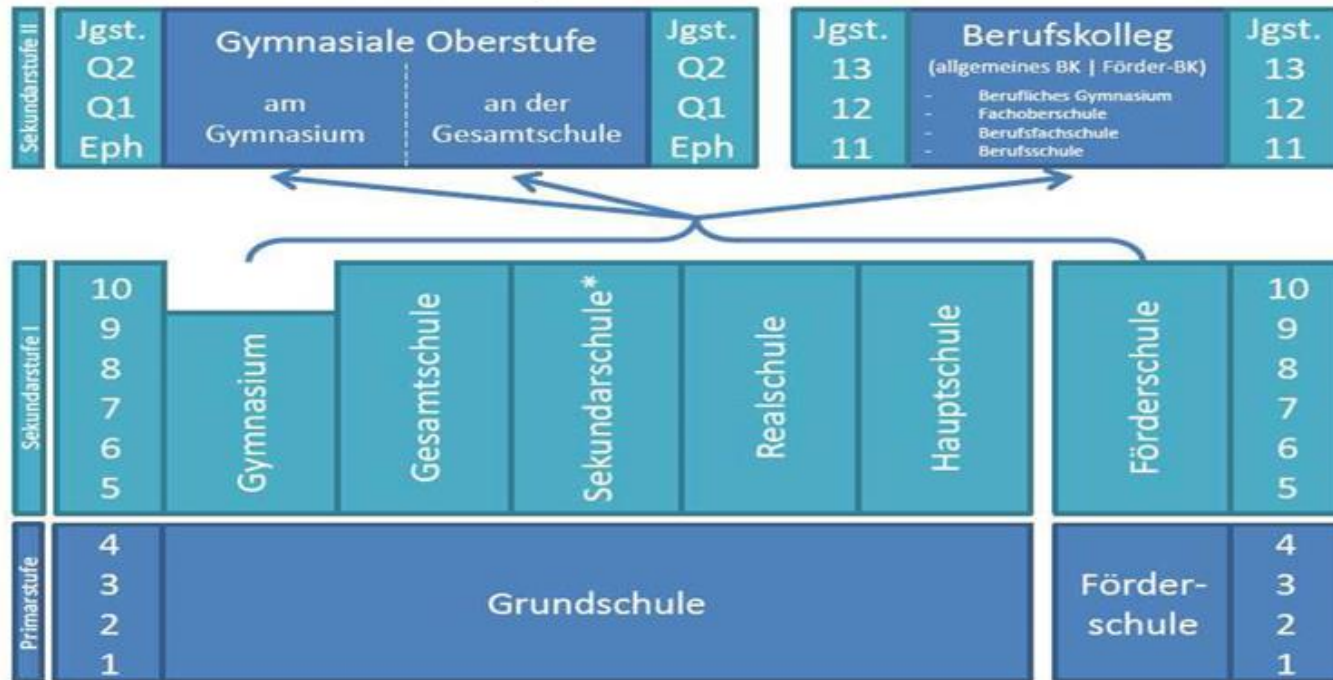 Sekundarstufe II
Jgst.
Q2
Q1
Eph
Gymnasiale Oberstufe
am
Gymnasium
an der
Gesamtschule
Jgst.
Q2
Q1
Eph
Jgst.
13
12
11
Berufskolleg
(allgemeines BK | Förder-BK)
- Berufliches Gymnasium
- Fachoberschule
- Berufsfachschule
- Berufsschule
Jgst.
13
12
11
Sekundarstufe I
10
9
8
7
6
5
Gymnasium
Gesamtschule
Sekundarschule*
Realschule
Hauptschule
Förderschule
10
9
8
7
6
5
Primarstufe
4
3
2
1
Grundschule
Förder-
schule
4
3
2
1